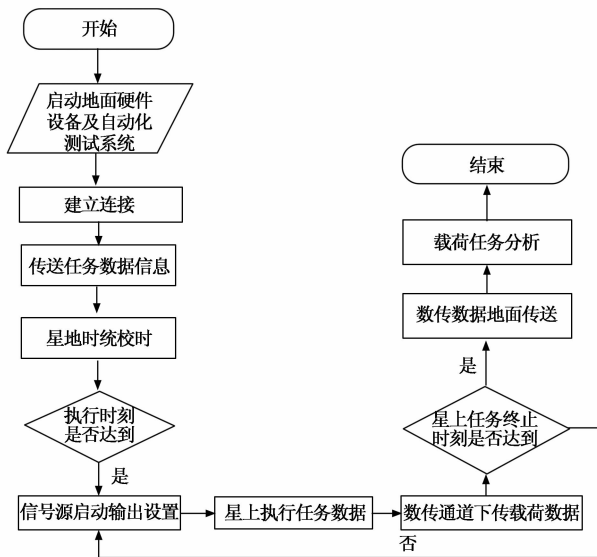 开始
启动地面硬件
设备及自动化
测试系统
建立连接
传送任务数据信息
星地时统校时
执行时刻
是否达到
是
信号源启动输出设置
星上执行任务数据
数传通道下传载荷数据
否
星上任务终止
时刻是否达到
是
数传数据地面传送
载荷任务分析
结束